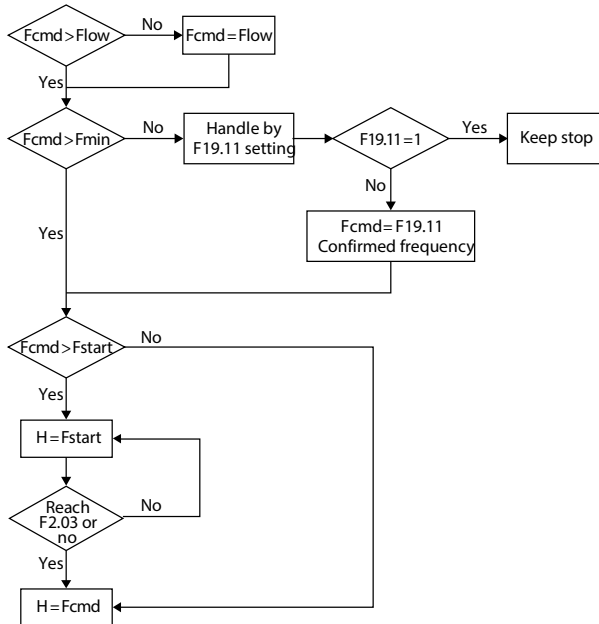 Fcmd>Flow
No
Fcmd=Flow
Yes
Fcmd>Fmin
No
Handle by
F19.11 setting
F19.11=1
Yes
Keep stop
No
Yes
Fcmd=F19.11
Confirmed frequency
Fcmd>Fstart
No
Yes
H=Fstart
Reach
F2.03 or
no
No
Yes
H=Fcmd